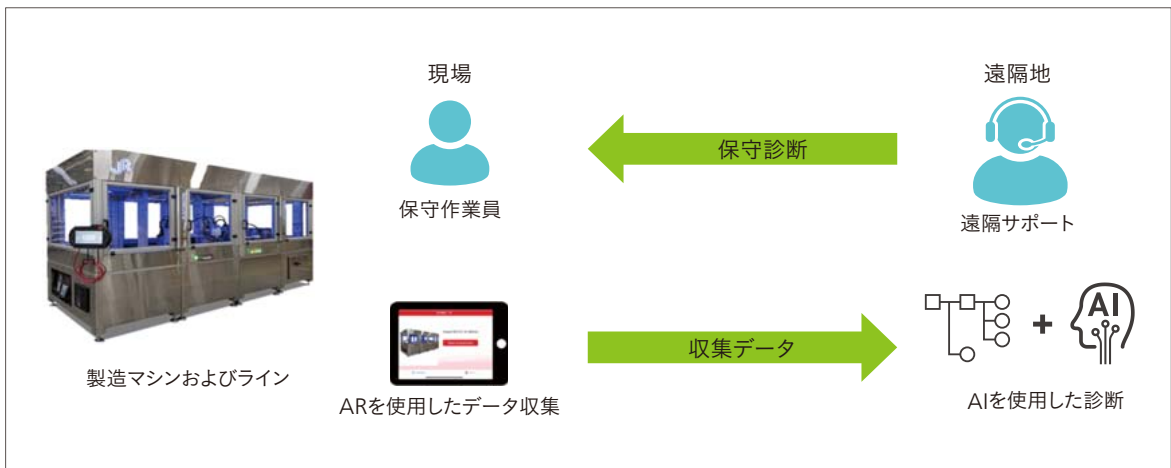 現場
遠隔地
JR
保守診断
保守作業員
遠隔サポート
AI
+
収集データ
製造マシンおよびライン
ARを使用したデータ収集
AIを使用した診断